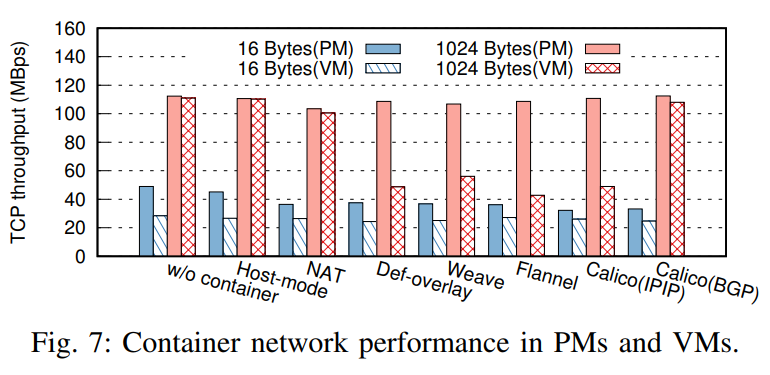 160
140
120
100
80
60
40
20
0
TCP throughput (MBps)
16 Bytes(PM)
16 Bytes(VM)
1024 Bytes(PM)
1024 Bytes(VM)
w/o container
Host-mode
NAT
Def-overlay
Weave
Flannel
Calico(IPIP)
Calico(BGP)
Fig. 7: Container network performance in PMs and VMs.